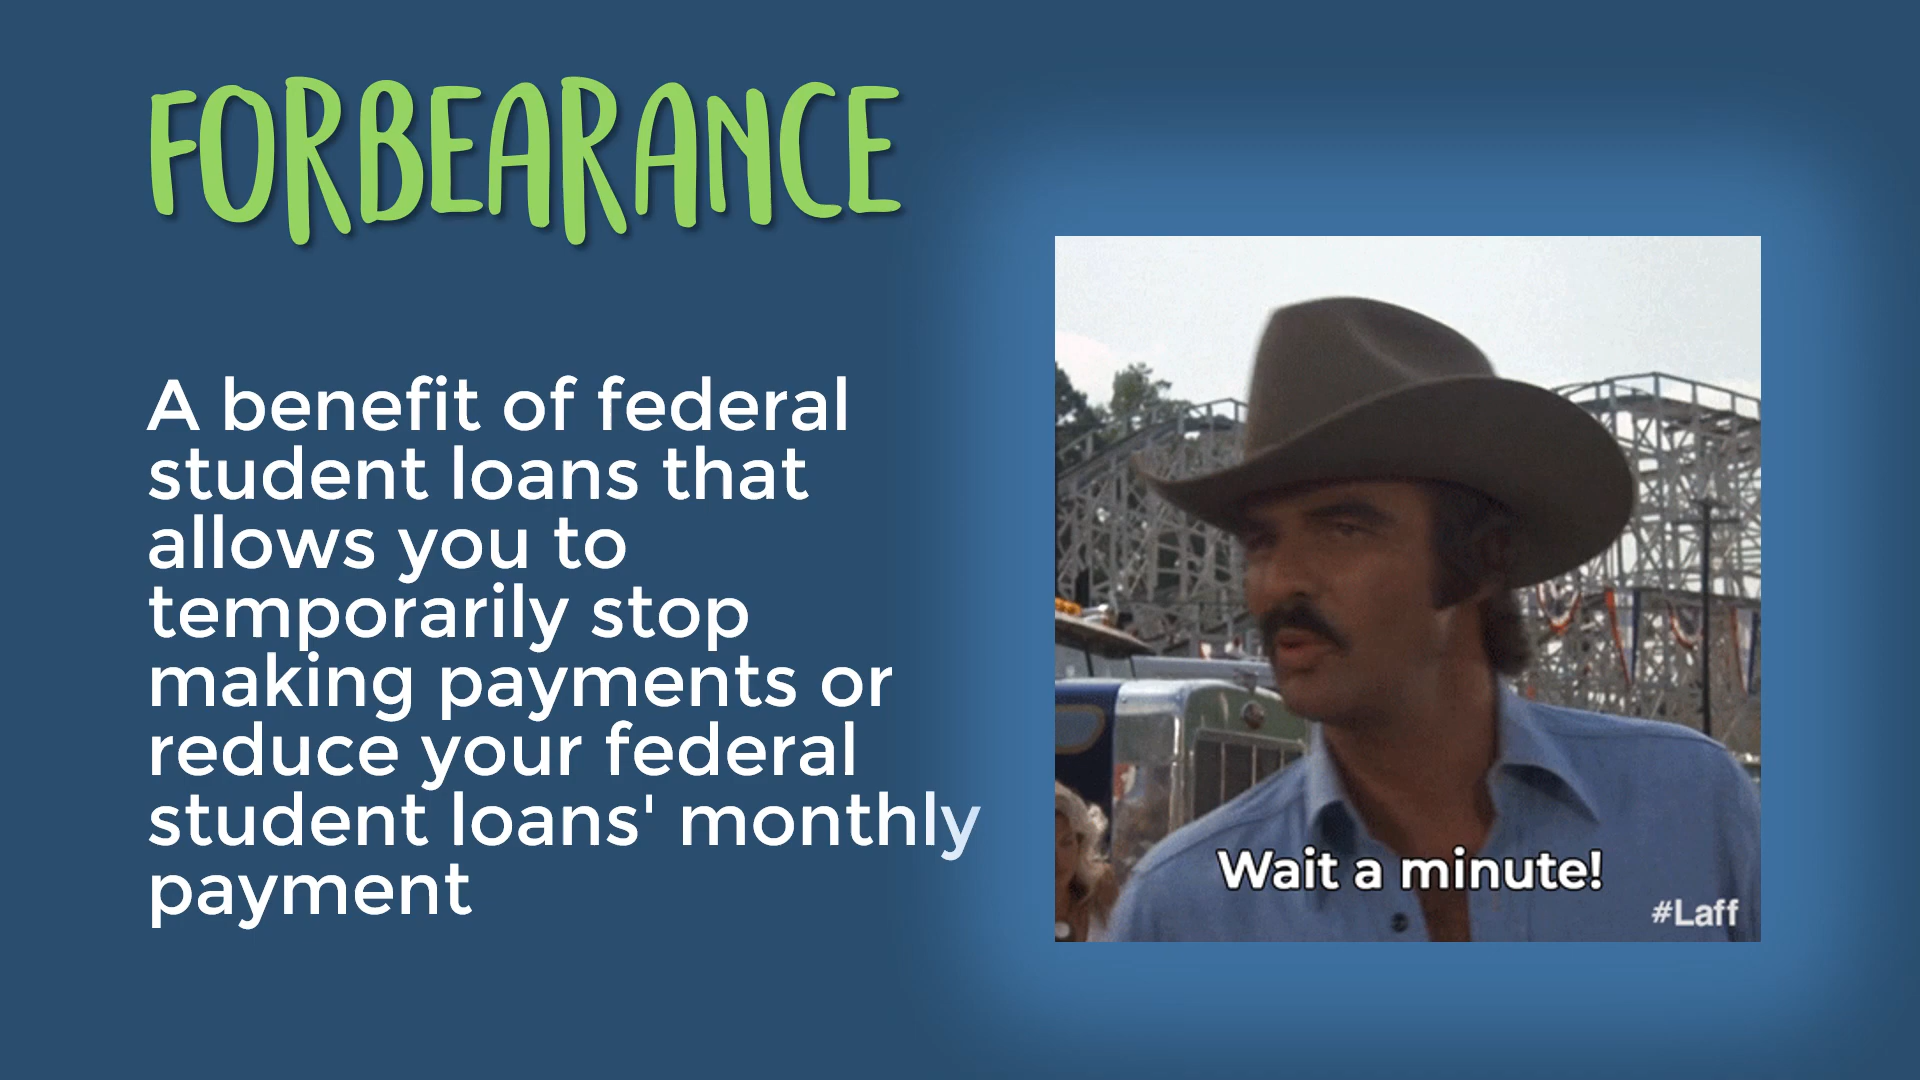 FORBEARANCE
A benefit of federal
student loans that
allows you to
temporarily stop
making payments or
reduce your federal
student loans' monthly
payment
Wait a minute!
#Laff